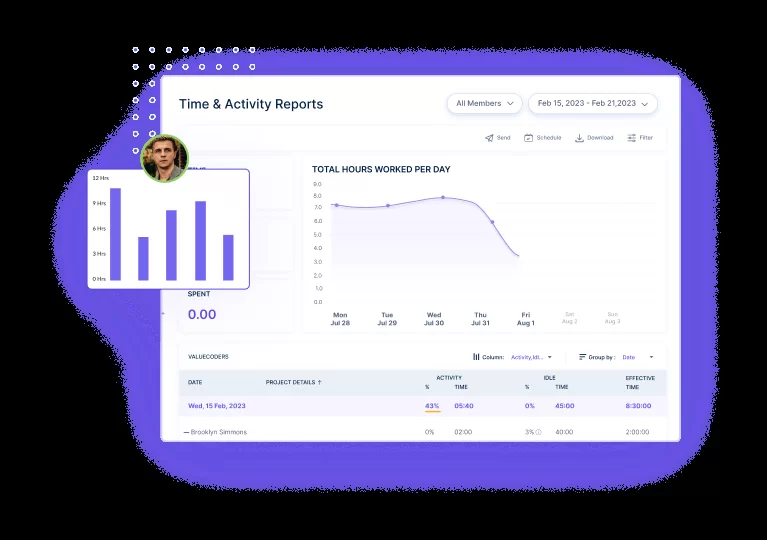 Time & Activity Reports
All Members
Feb 15, 2023 - Feb 21,2023
Send
Schedule
Download
Filter
12 Hrs
9 Hrs
6 Hrs
3 Hrs
0 Hrs
TOTAL HOURS WORKED PER DAY
9.0
8.0
7.0
6.0
5.0
4.0
3.0
2.0
1.0
0.0
Mon Tue Wed Thu Fri Sat Sun
Jul 28 Jul 29 Jul 30 Jul 31 Aug 1 Aug 2 Aug 3
SPENT
0.00
VALUECODERS
Column: Activity,Idl...
Group by : Date
ACTIVITY IDLE EFFECTIVE
DATE PROJECT DETAILS ↑ % TIME % TIME TIME
Wed, 15 Feb, 2023 43% 05:40 0% 45:00 8:30:00
— Brooklyn Simmons 0% 02:00 3% 40:00 2:00:00